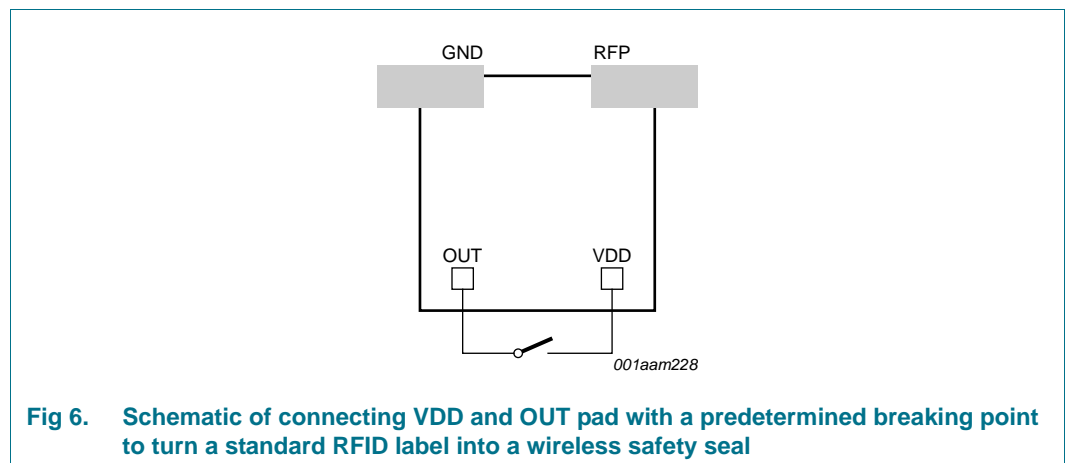 GND RFP
OUT VDD
001aam228
Fig 6. Schematic of connecting VDD and OUT pad with a predetermined breaking point
to turn a standard RFID label into a wireless safety seal